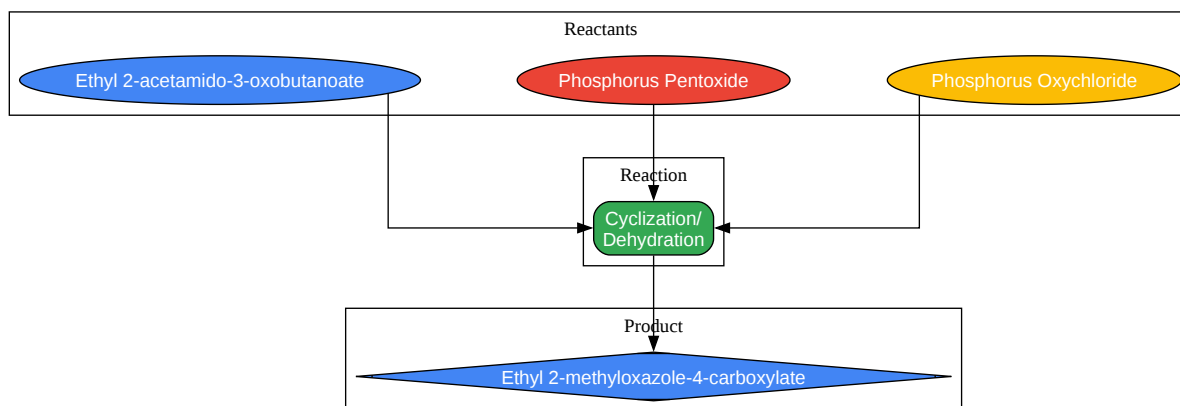 Reactants
Ethyl 2-acetamido-3-oxobutanoate
Phosphorus Pentoxide
Phosphorus Oxychloride
Reaction
Cyclization/
Dehydration
Product
Ethyl 2-methyloxazole-4-carboxylate